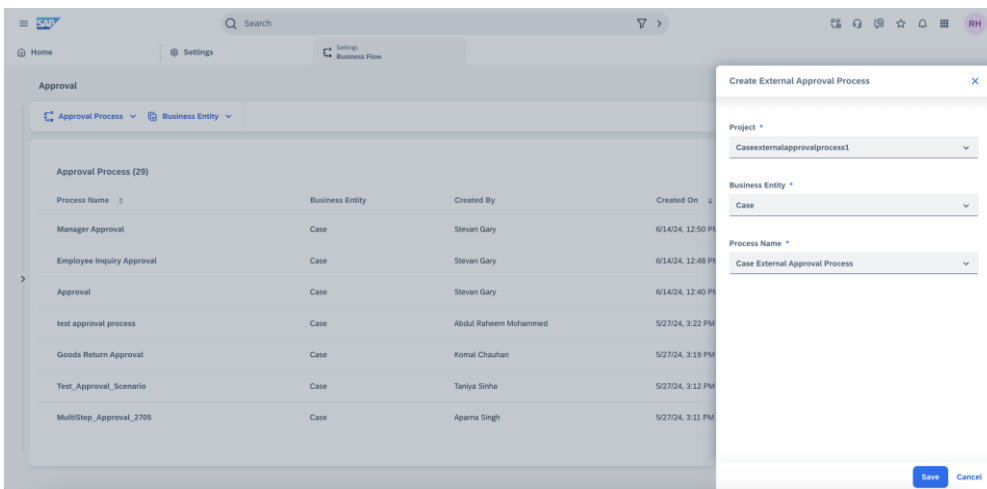 SAP Search RH
Home Settings Settings
Business Flow
Approval
Approval Process Business Entity
Approval Process (29)
Process Name Business Entity Created By Created On
Manager Approval Case Stevan Gary 6/14/24, 12:50 PM
Employee Inquiry Approval Case Stevan Gary 6/14/24, 12:48 PM
Approval Case Stevan Gary 6/14/24, 12:40 PM
test approval process Case Abdul Raheem Mohammed 5/27/24, 3:22 PM
Goods Return Approval Case Komal Chauhan 5/27/24, 3:19 PM
Test_Approval_Scenario Case Taniya Sinha 5/27/24, 3:12 PM
MultiStep_Approval_2705 Case Aparna Singh 5/27/24, 3:11 PM
Create External Approval Process
Project *
Caseexternalapprovalprocess1
Business Entity *
Case
Process Name *
Case External Approval Process
Save Cancel